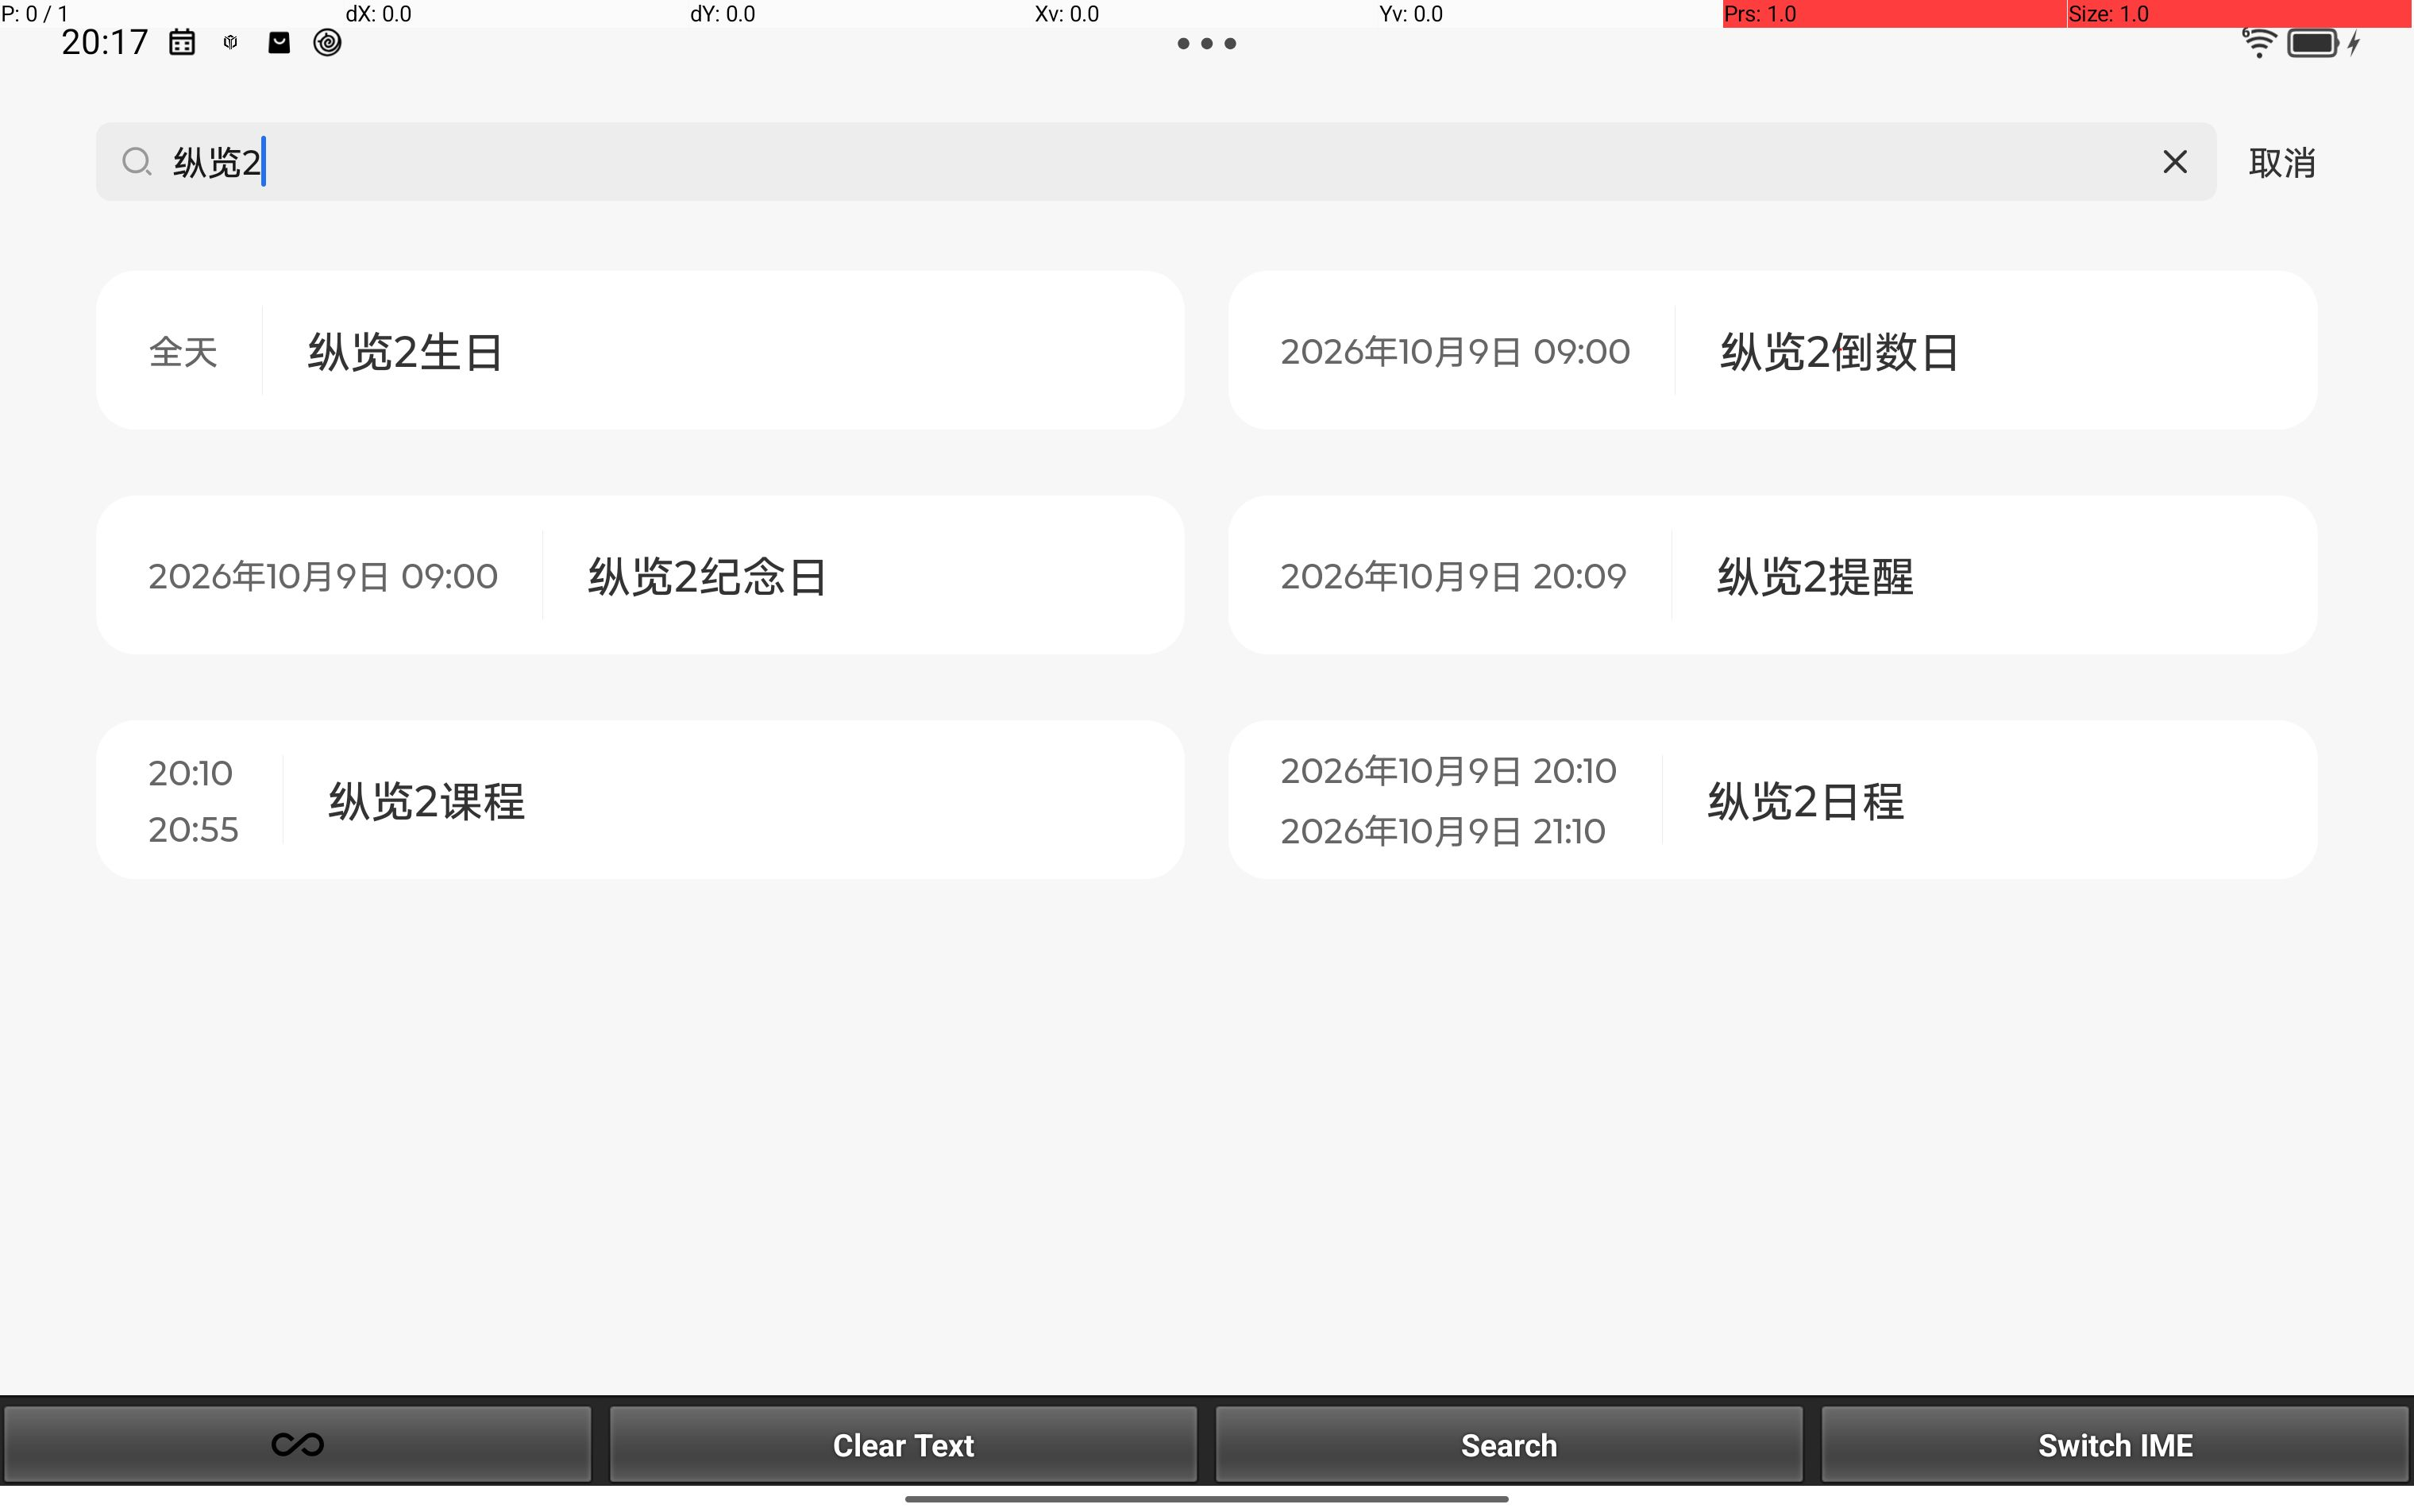 P: 0 / 1 dX: 0.0 dY: 0.0 Xv: 0.0 Yv: 0.0 Prs: 1.0 Size: 1.0
20:17
6
纵览2
取消
全天 纵览2生日
2026年10月9日 09:00 纵览2倒数日
2026年10月9日 09:00 纵览2纪念日
2026年10月9日 20:09 纵览2提醒
20:10
20:55
纵览2课程
2026年10月9日 20:10
2026年10月9日 21:10
纵览2日程
Clear Text
Search
Switch IME